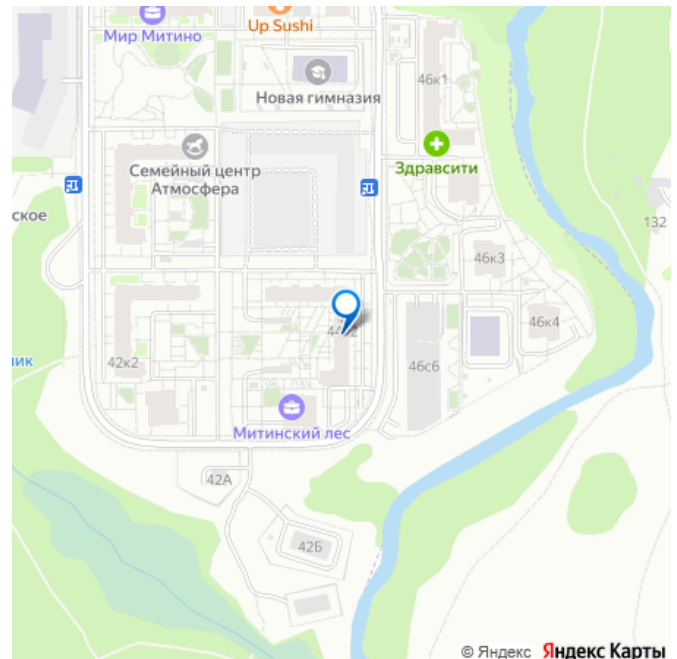 Мир Митино
Up Sushi
Новая гимназия
46к1
Здравсити
Семейный центр
Атмосфера
ское
132
46к3
46к4
42к2
46с6
ик
Митинский лес
42А
42Б
© Яндекс Яндекс Карты